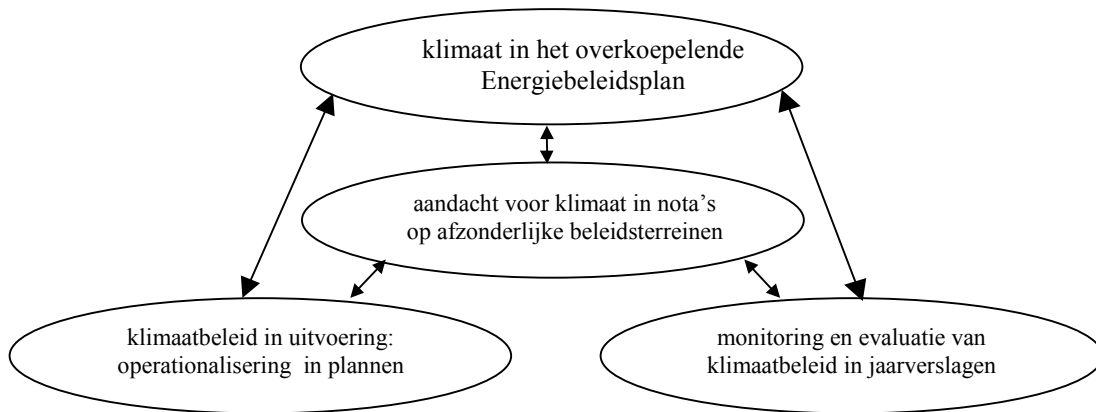 klimaat in het overkoepelende
Energiebeleidsplan
aandacht voor klimaat in nota’s
op afzonderlijke beleidsterreinen
klimaatbeleid in uitvoering:
operationalisering in plannen
monitoring en evaluatie van
klimaatbeleid in jaarverslagen